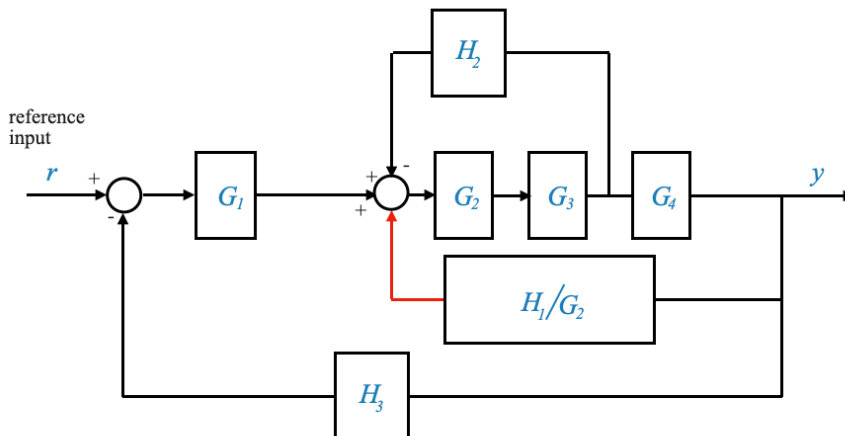 H₂
reference
input
r
+
-
G₁
+
-
+
G₂
G₃
G₄
y
H₁/G₂
H₃